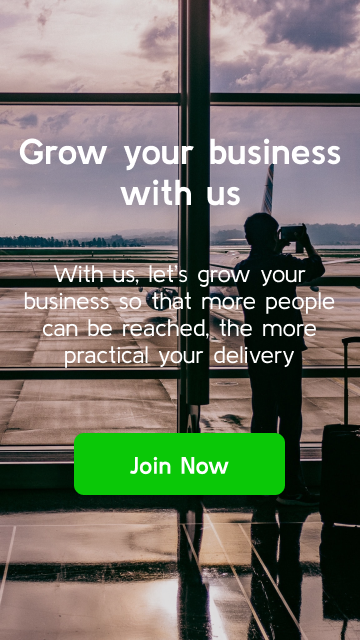 Grow your business
with us
With us, let's grow your
business so that more people
can be reached, the more
practical your delivery
Join Now